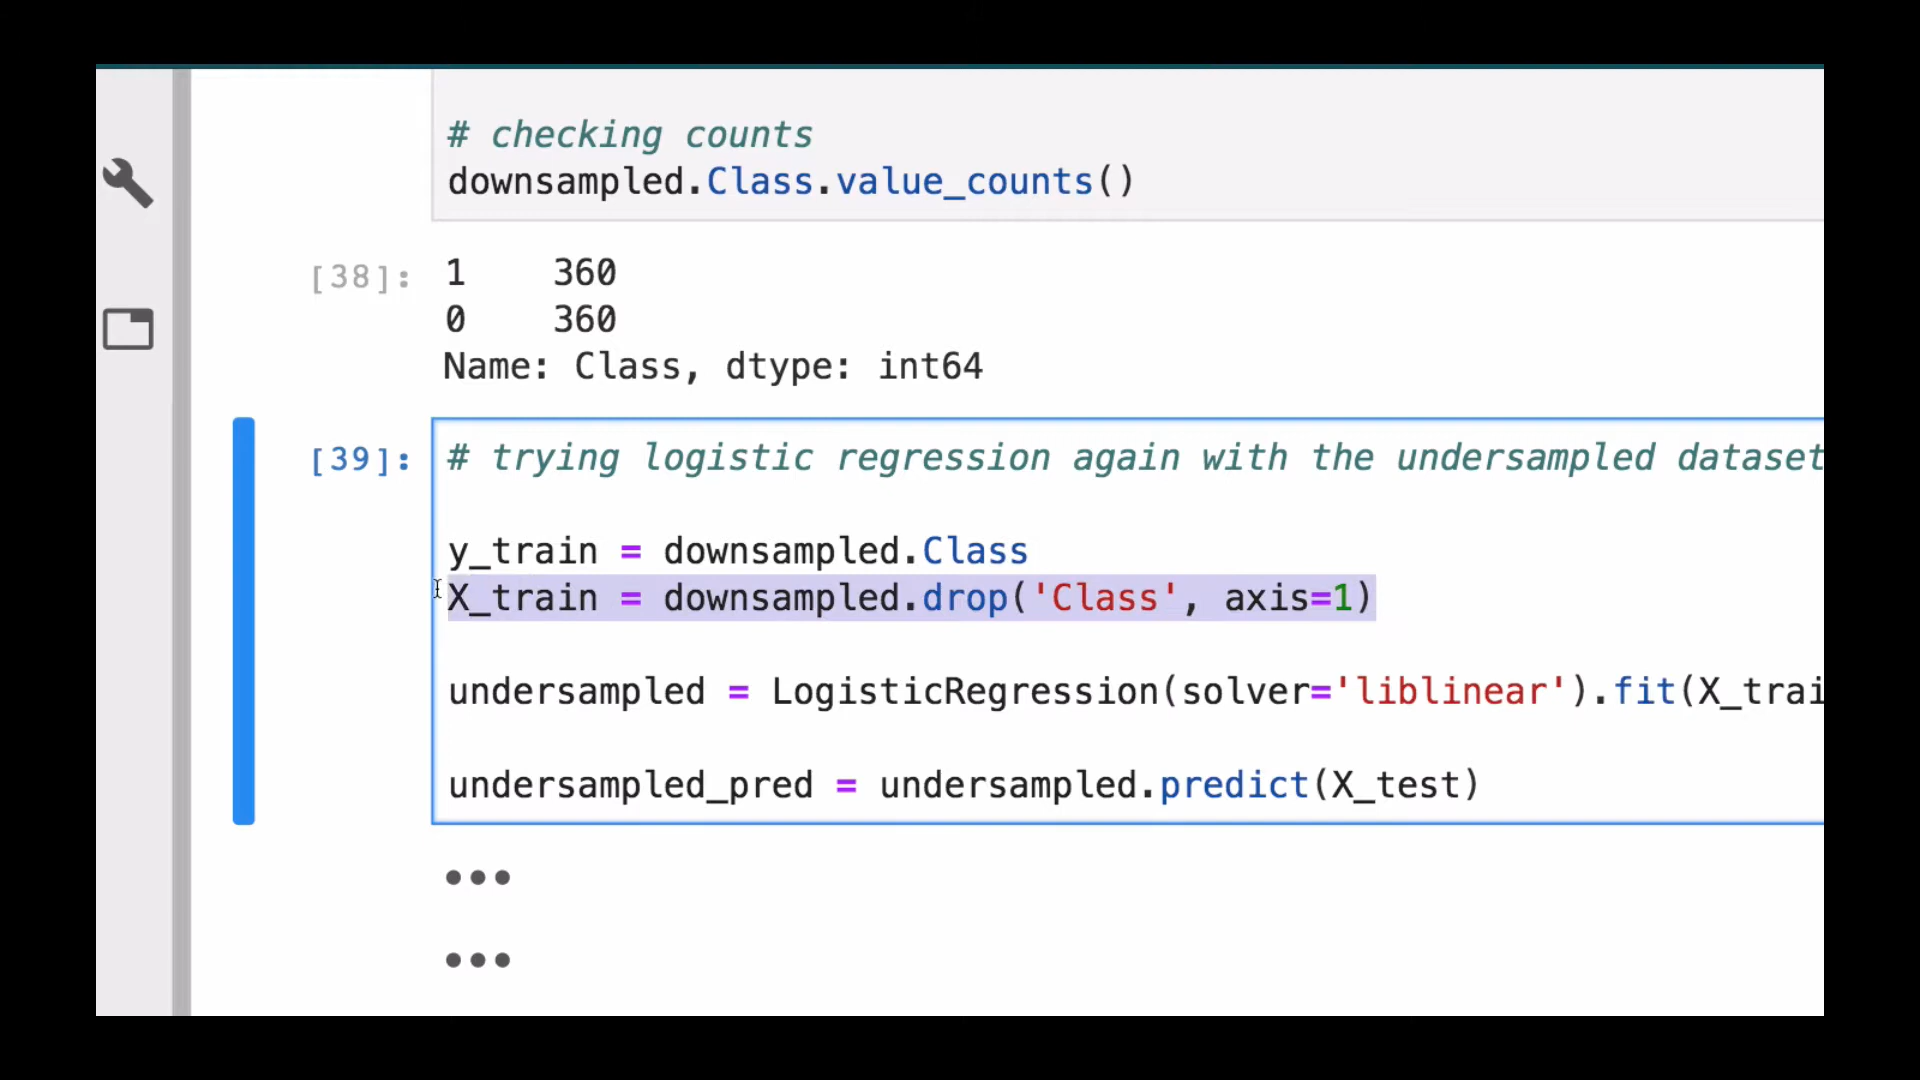 # checking counts
downsampled.Class.value_counts()
[38]:
1    360
0    360
Name: Class, dtype: int64
[39]:
# trying logistic regression again with the undersampled dataset
y_train = downsampled.Class
X_train = downsampled.drop('Class', axis=1)
undersampled = LogisticRegression(solver='liblinear').fit(X_trai
undersampled_pred = undersampled.predict(X_test)